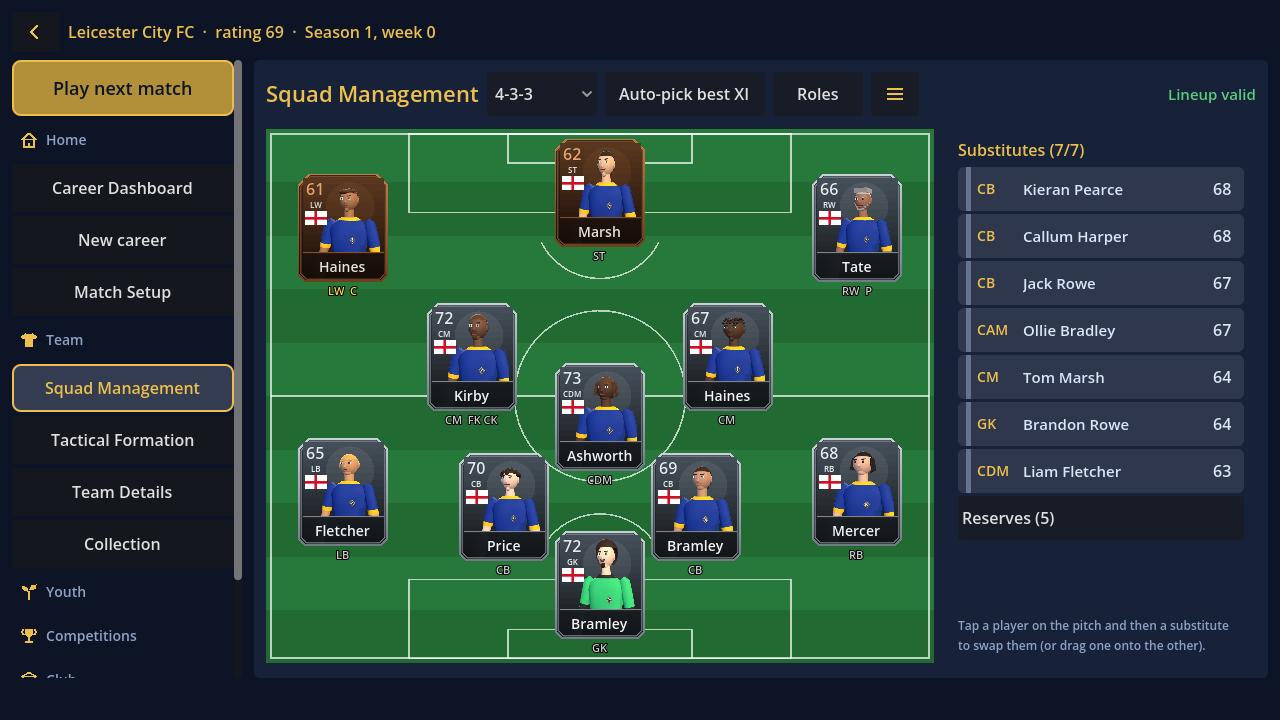 Leicester City FC · rating 69 · Season 1, week 0
Play next match
Home
Career Dashboard
New career
Match Setup
Team
Squad Management
Tactical Formation
Team Details
Collection
Youth
Competitions
Club
Squad Management
4-3-3
Auto-pick best XI
Roles
Lineup valid
62
ST
Marsh
ST
61
LW
Haines
LW C
66
RW
Tate
RW P
72
CM
Kirby
CM FK CK
67
CM
Haines
CM
73
CDM
Ashworth
CDM
65
LB
Fletcher
LB
70
CB
Price
CB
69
CB
Bramley
CB
68
RB
Mercer
RB
72
GK
Bramley
GK
Substitutes (7/7)
CB Kieran Pearce 68
CB Callum Harper 68
CB Jack Rowe 67
CAM Ollie Bradley 67
CM Tom Marsh 64
GK Brandon Rowe 64
CDM Liam Fletcher 63
Reserves (5)
Tap a player on the pitch and then a substitute
to swap them (or drag one onto the other).